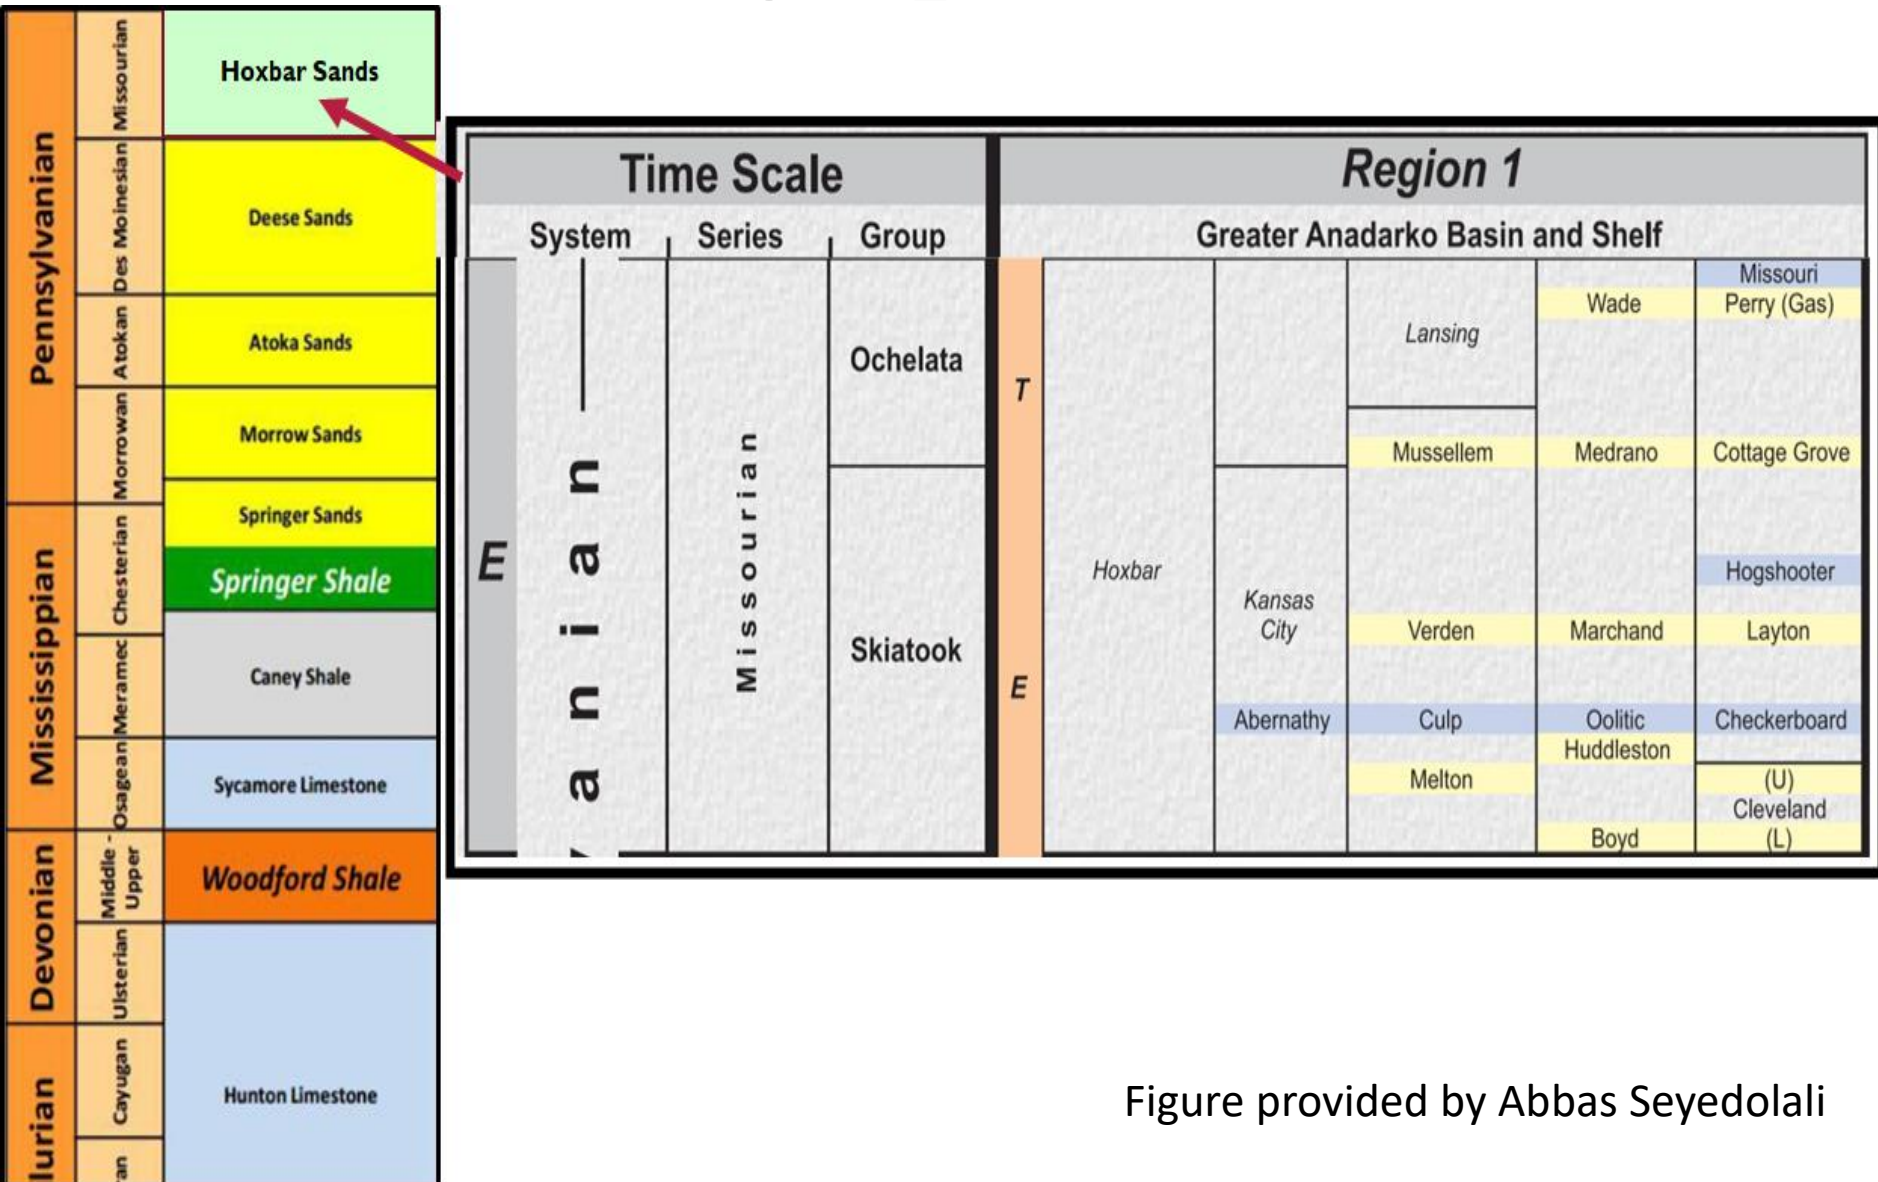 Pennsylvanian
Missourian
Hoxbar Sands
Des Moinesian
Deese Sands
Atokan
Atoka Sands
Morrowan
Morrow Sands
Springer Sands
Mississippian
Chesterian
Springer Shale
Meramec
Caney Shale
Osagean
Sycamore Limestone
Devonian
Middle -
Upper
Woodford Shale
Ulsterian
lurian
Cayugan
Hunton Limestone
an
Time Scale
Region 1
System
Series
Group
Greater Anadarko Basin and Shelf
E
anian
Missourian
Ochelata
Skiatook
T
E
Hoxbar
Kansas
City
Abernathy
Lansing
Mussellem
Verden
Culp
Melton
Wade
Medrano
Marchand
Oolitic
Huddleston
Boyd
Missouri
Perry (Gas)
Cottage Grove
Hogshooter
Layton
Checkerboard
(U)
Cleveland
(L)
Figure provided by Abbas Seyedolali